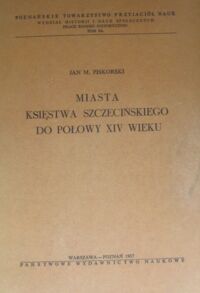 POZNAŃSKIE TOWARZYSTWO PRZYJACIÓŁ NAUK
WYDZIAŁ HISTORII I NAUK SPOŁECZNYCH
PRACE KOMISJI HISTORYCZNEJ
TOM
JAN M. PISKORSKI
MIASTA
KSIĘSTWA SZCZECIŃSKIEGO
DO POŁOWY XIV WIEKU
WARSZAWA—POZNAŃ 1987
PAŃSTWOWE WYDAWNICTWO NAUKOWE